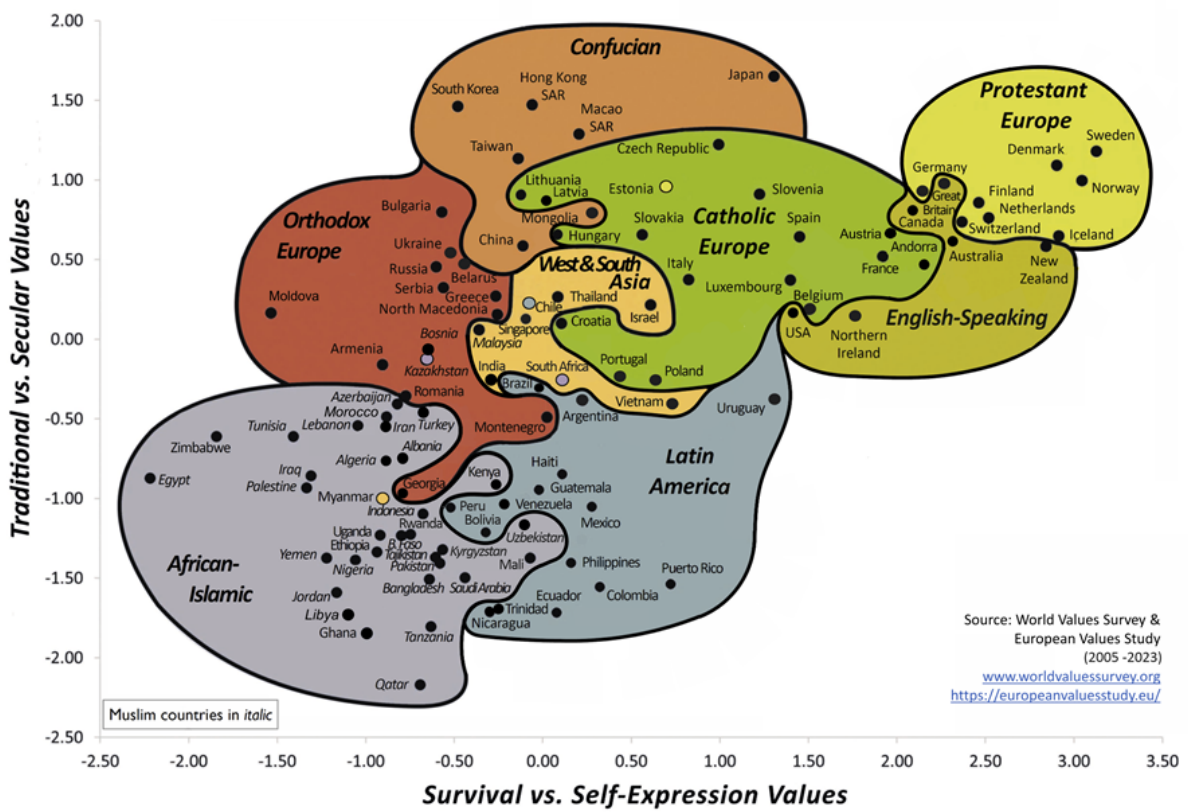 2.00
1.50
1.00
0.50
0.00
-0.50
-1.00
-1.50
-2.00
-2.50
Traditional vs. Secular Values
Confucian
South Korea
Hong Kong
SAR
Japan
Macao
SAR
Taiwan
Protestant
Europe
Sweden
Denmark
Norway
Germany
Great
Britain
Finland
Netherlands
Canada
Switzerland
Iceland
Czech Republic
Lithuania
Latvia
Estonia
Slovenia
Mongolia
Slovakia
Catholic
Europe
Spain
Hungary
China
Austria
Andorra
France
Italy
Luxembourg
Belgium
Australia
New
Zealand
English-Speaking
USA
Northern
Ireland
Orthodox
Europe
Bulgaria
Ukraine
Russia
Belarus
Serbia
Greece
North Macedonia
Moldova
Bosnia
Armenia
Kazakhstan
Romania
West & South
Asia
Thailand
Chile
Israel
Singapore
Croatia
Malaysia
India
South Africa
Brazil
Portugal
Poland
Vietnam
Argentina
Uruguay
Montenegro
Azerbaijan
Morocco
Lebanon
Iran
Turkey
Tunisia
Zimbabwe
Albania
Algeria
Egypt
Iraq
Palestine
Georgia
Myanmar
Indonesia
Kenya
Haiti
Latin
America
Guatemala
Peru
Venezuela
Mexico
Bolivia
Rwanda
Uganda
B. Faso
Ethiopia
Tajikistan
Kyrgyzstan
Uzbekistan
Yemen
Nigeria
Pakistan
Mali
Philippines
African-
Islamic
Bangladesh
Saudi Arabia
Puerto Rico
Jordan
Ecuador
Colombia
Libya
Trinidad
Nicaragua
Ghana
Tanzania
Qatar
Source: World Values Survey &
European Values Study
(2005 -2023)
www.worldvaluessurvey.org
https://europeanvaluesstudy.eu/
Muslim countries in italic
-2.50
-2.00
-1.50
-1.00
-0.50
0.00
0.50
1.00
1.50
2.00
2.50
3.00
3.50
Survival vs. Self-Expression Values